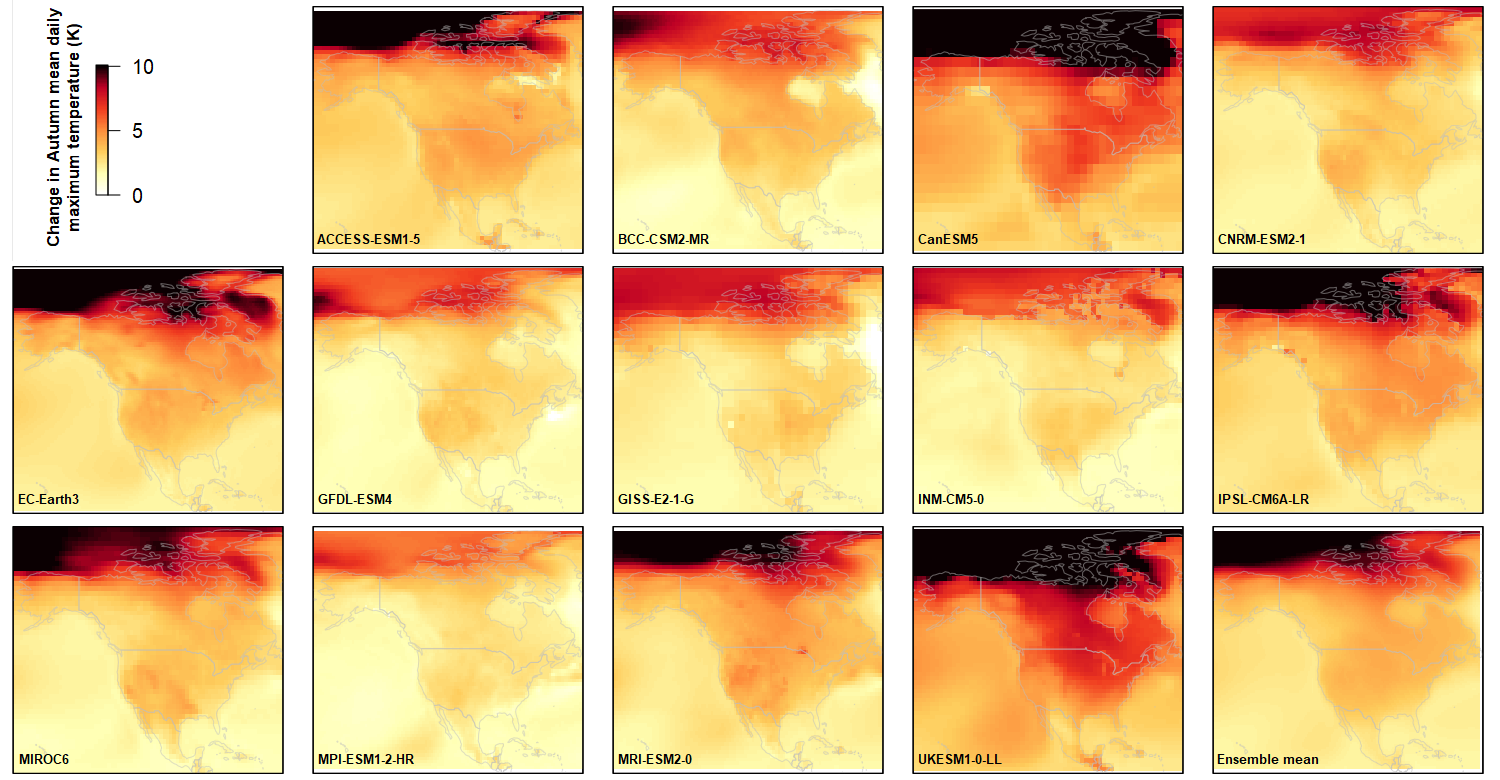 Change in Autumn mean daily
maximum temperature (K)
10
5
0
ACCESS-ESM1-5
BCC-CSM2-MR
CanESM5
CNRM-ESM2-1
EC-Earth3
GFDL-ESM4
GISS-E2-1-G
INM-CM5-0
IPSL-CM6A-LR
MIROC6
MPI-ESM1-2-HR
MRI-ESM2-0
UKESM1-0-LL
Ensemble mean